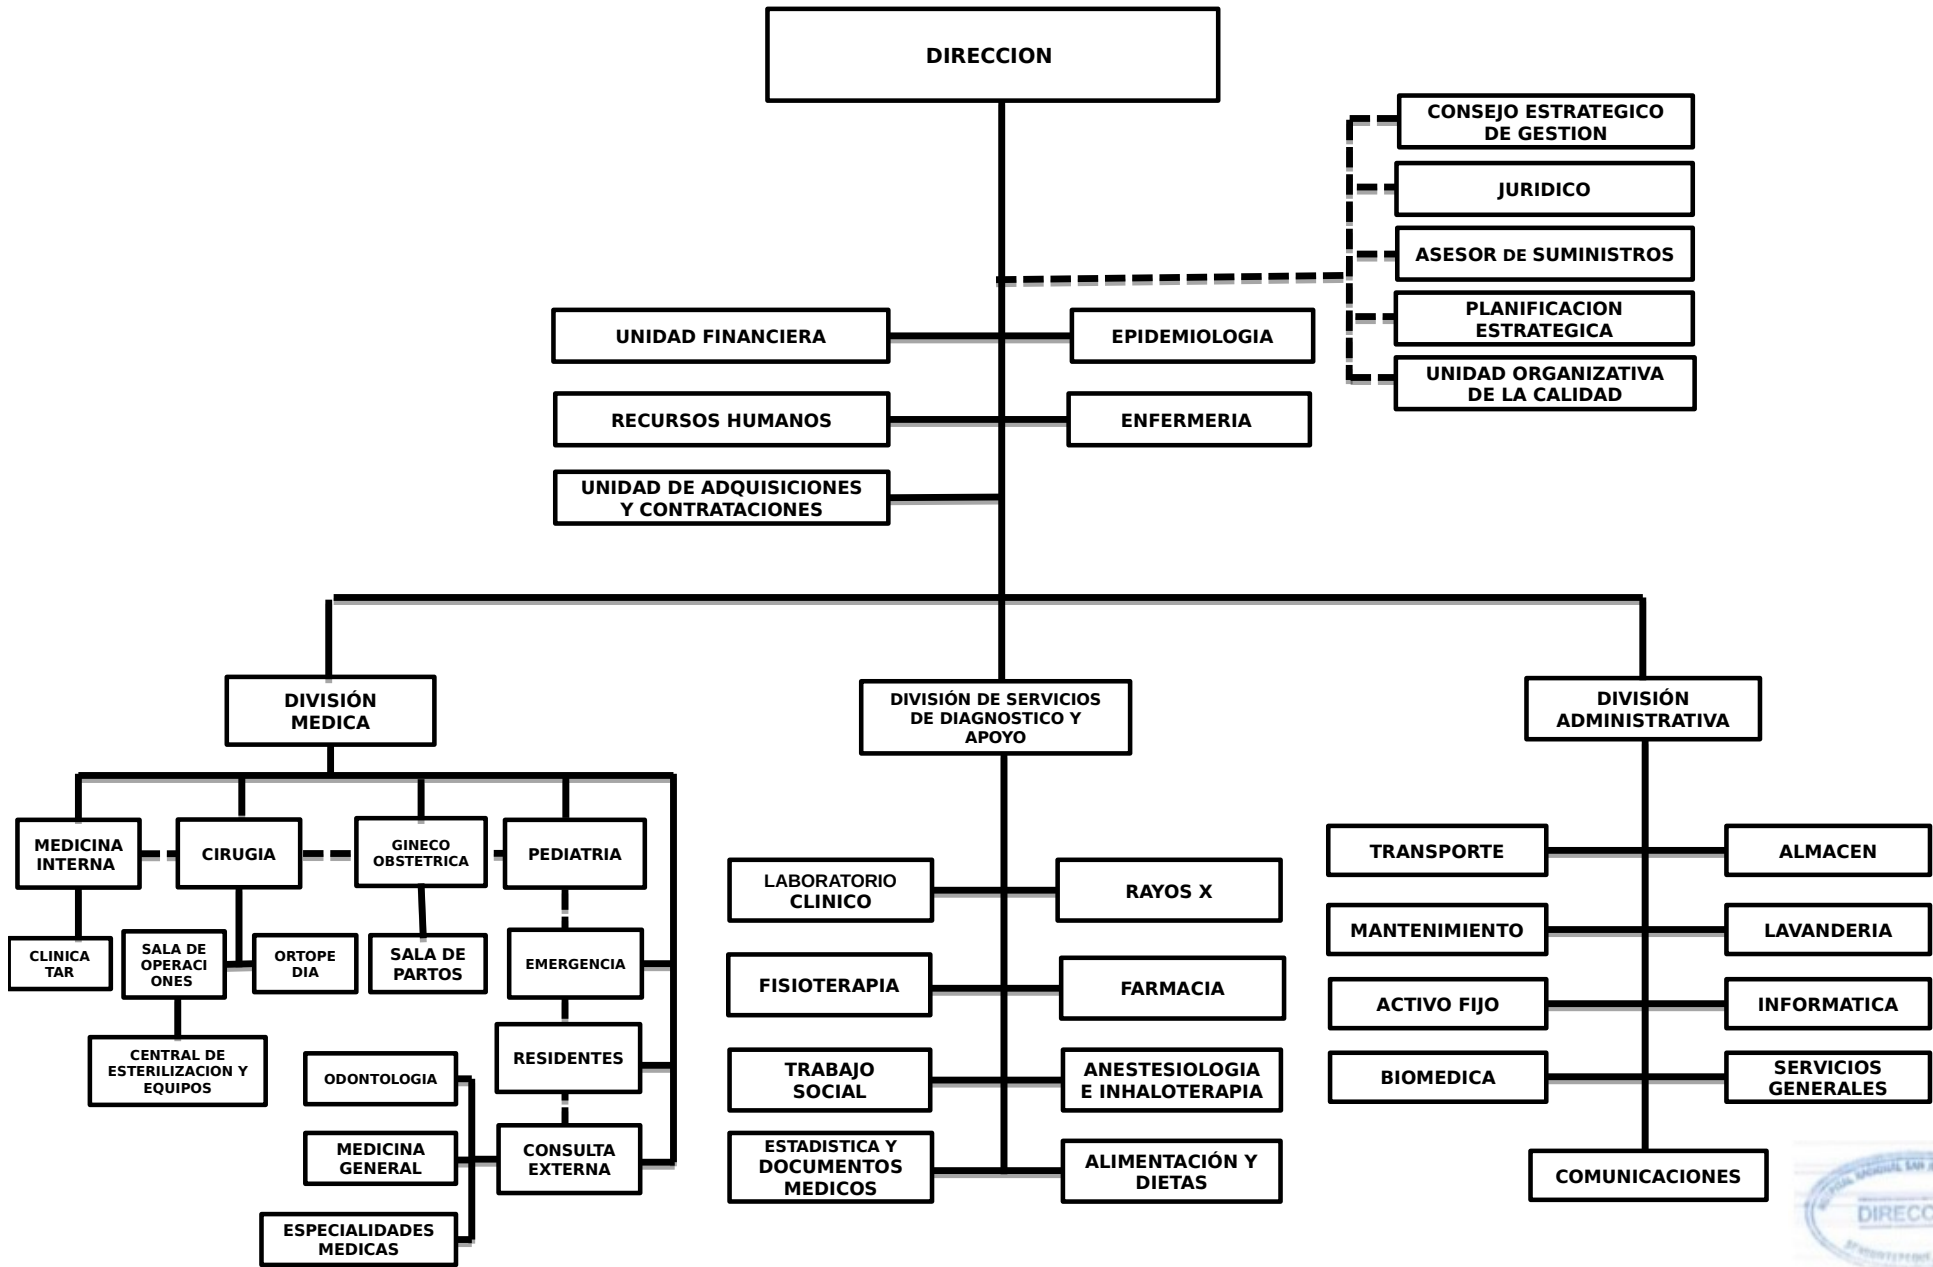 DIRECCION
CONSEJO ESTRATEGICO
DE GESTION
JURIDICO
ASESOR DE SUMINISTROS
PLANIFICACION
ESTRATEGICA
UNIDAD ORGANIZATIVA
DE LA CALIDAD
UNIDAD FINANCIERA
EPIDEMIOLOGIA
RECURSOS HUMANOS
ENFERMERIA
UNIDAD DE ADQUISICIONES
Y CONTRATACIONES
DIVISIÓN
MEDICA
DIVISIÓN DE SERVICIOS
DE DIAGNOSTICO Y
APOYO
DIVISIÓN
ADMINISTRATIVA
MEDICINA
INTERNA
CIRUGIA
GINECO
OBSTETRICA
PEDIATRIA
CLINICA
TAR
SALA DE
OPERACI
ONES
ORTOPE
DIA
SALA DE
PARTOS
EMERGENCIA
CENTRAL DE
ESTERILIZACION Y
EQUIPOS
RESIDENTES
ODONTOLOGIA
MEDICINA
GENERAL
CONSULTA
EXTERNA
ESPECIALIDADES
MEDICAS
LABORATORIO
CLINICO
RAYOS X
FISIOTERAPIA
FARMACIA
TRABAJO
SOCIAL
ANESTESIOLOGIA
E INHALOTERAPIA
ESTADISTICA Y
DOCUMENTOS
MEDICOS
ALIMENTACIÓN Y
DIETAS
TRANSPORTE
ALMACEN
MANTENIMIENTO
LAVANDERIA
ACTIVO FIJO
INFORMATICA
BIOMEDICA
SERVICIOS
GENERALES
COMUNICACIONES
NACIONAL SAN
DIRECC